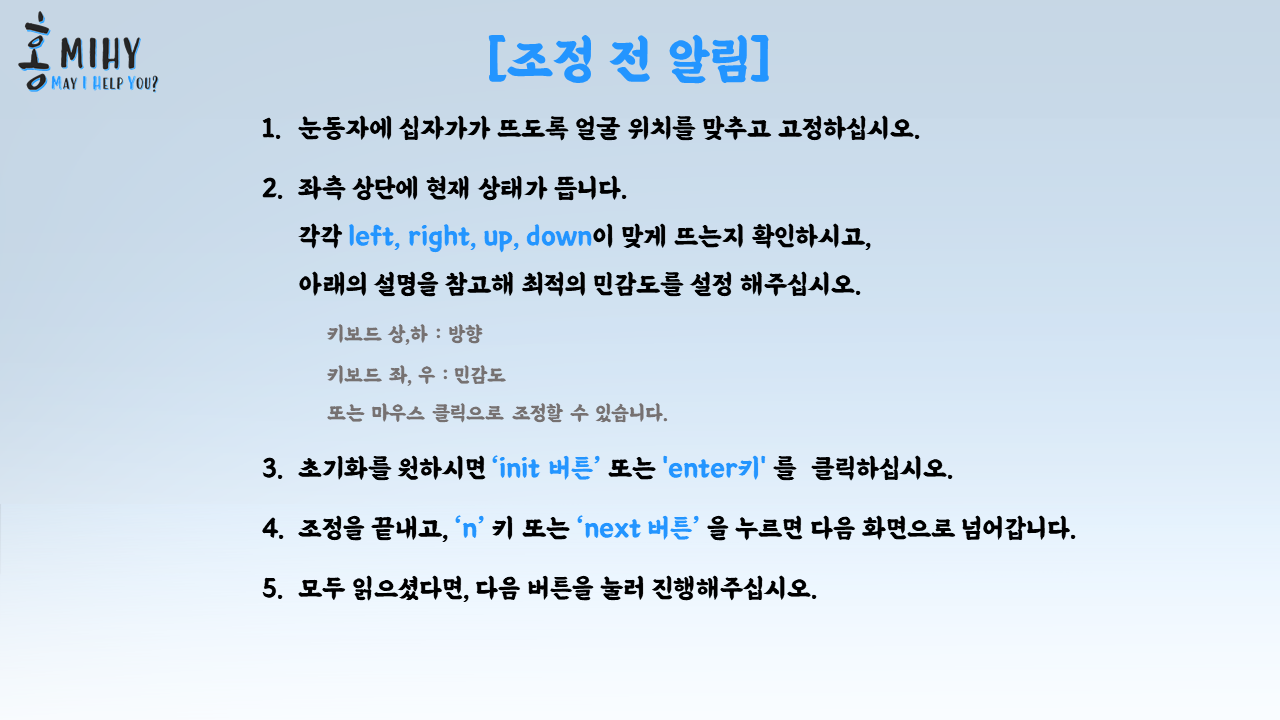 홍 MIHY
MAY I HELP YOU?
[조정 전 알림]
1. 눈동자에 십자가가 뜨도록 얼굴 위치를 맞추고 고정하십시오.
2. 좌측 상단에 현재 상태가 뜹니다.
각각 left, right, up, down이 맞게 뜨는지 확인하시고,
아래의 설명을 참고해 최적의 민감도를 설정 해주십시오.
키보드 상,하 : 방향
키보드 좌, 우 : 민감도
또는 마우스 클릭으로 조정할 수 있습니다.
3. 초기화를 원하시면 ‘init 버튼’ 또는 'enter키' 를 클릭하십시오.
4. 조정을 끝내고, ‘n’ 키 또는 ‘next 버튼’ 을 누르면 다음 화면으로 넘어갑니다.
5. 모두 읽으셨다면, 다음 버튼을 눌러 진행해주십시오.